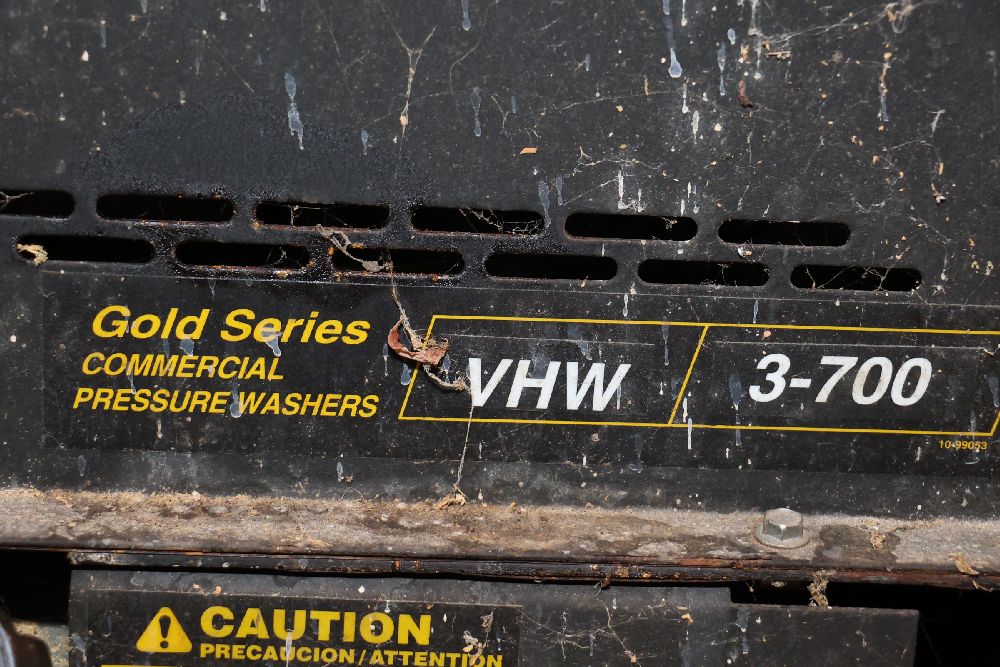 Gold Series
COMMERCIAL
PRESSURE WASHERS
VHW
3-700
10-99053
CAUTION
PRECAUCION/ATTENTION